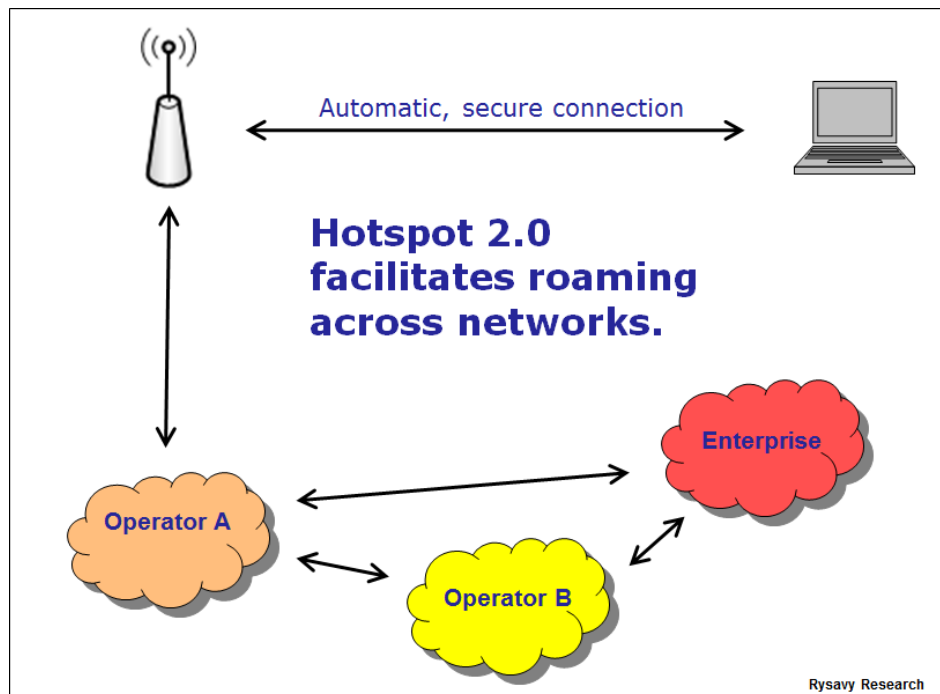 Automatic, secure connection
Hotspot 2.0
facilitates roaming
across networks.
Enterprise
Operator A
Operator B
Rysavy Research